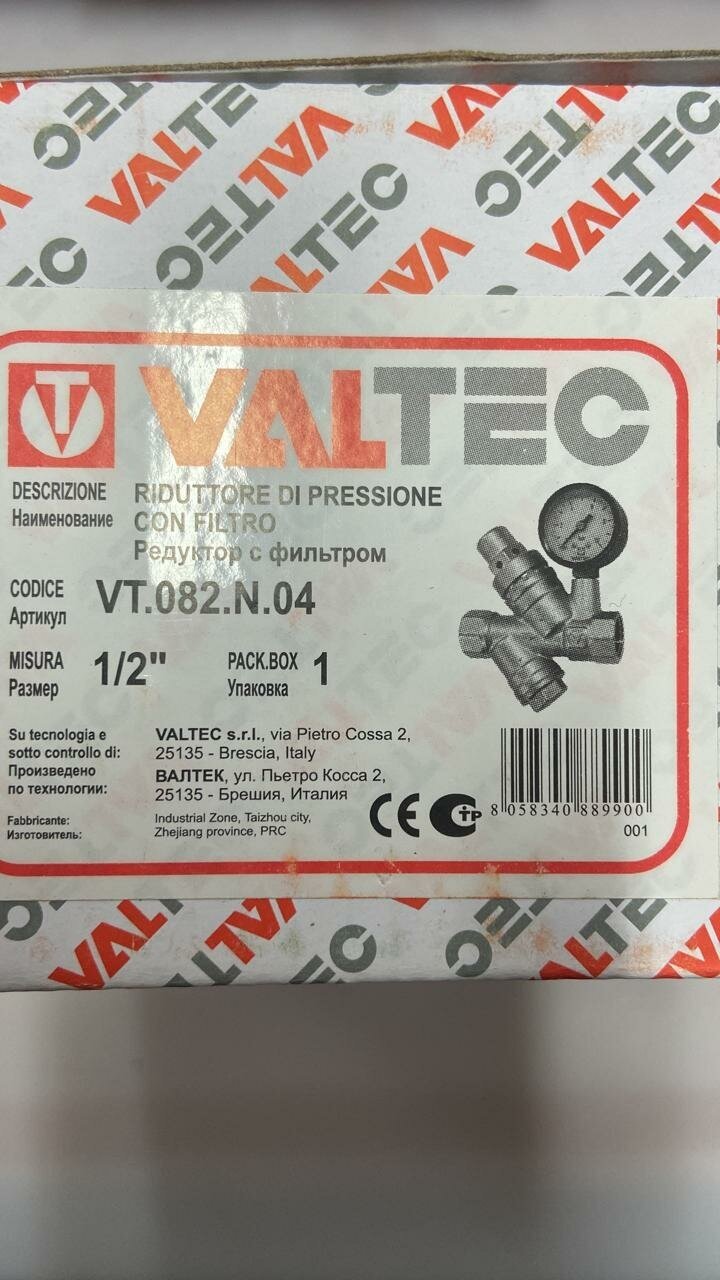 VALTEC
DESCRIZIONE RIDUTTORE DI PRESSIONE
Наименование CON FILTRO
Редуктор с фильтром
CODICE
Артикул VT.082.N.04
MISURA
Размер 1/2" PACK.BOX
Упаковка 1
Su tecnologia e
sotto controllo di:
Произведено
по технологии:
VALTEC s.r.l., via Pietro Cossa 2,
25135 - Brescia, Italy
ВАЛТЕК, ул. Пьетро Косса 2,
25135 - Брешия, Италия
Fabbricante:
Изготовитель:
Industrial Zone, Taizhou city,
Zhejiang province, PRC
CE
8 058340 889900
001